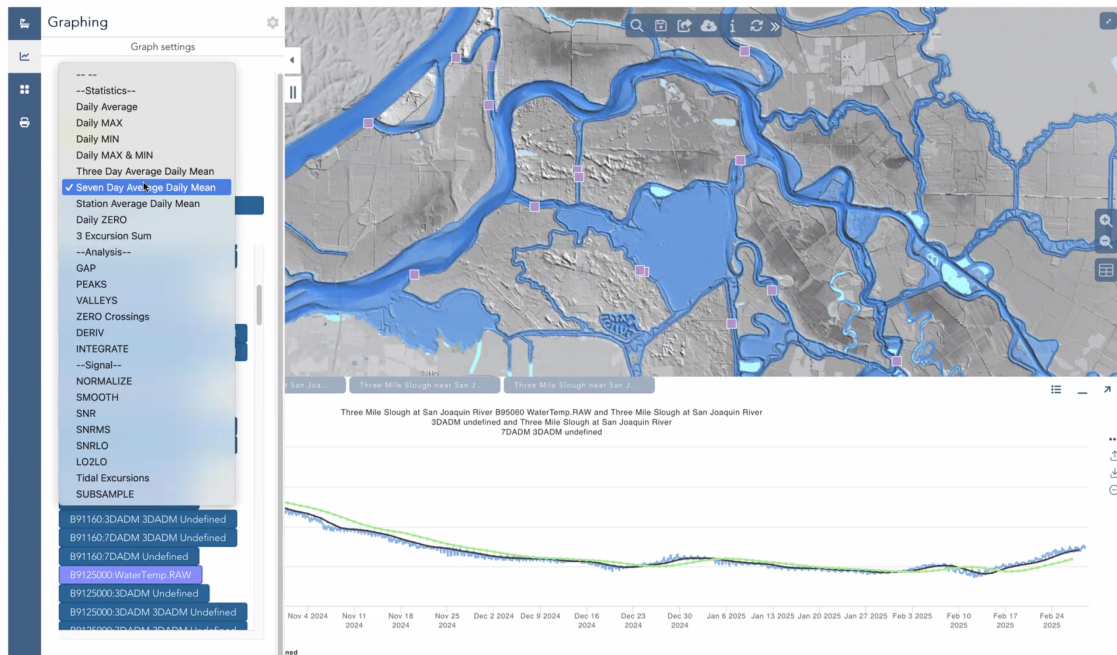 Graphing
Graph settings
-- --
--Statistics--
Daily Average
Daily MAX
Daily MIN
Daily MAX & MIN
Three Day Average Daily Mean
✓ Seven Day Average Daily Mean
Station Average Daily Mean
Daily ZERO
3 Excursion Sum
--Analysis--
GAP
PEAKS
VALLEYS
ZERO Crossings
DERIV
INTEGRATE
--Signal--
NORMALIZE
SMOOTH
SNR
SNRMS
SNRLO
LO2LO
Tidal Excursions
SUBSAMPLE
B91160:3DADM 3DADM Undefined
B91160:7DADM 3DADM Undefined
B91160:7DADM Undefined
B9125000:WaterTemp.RAW
B9125000:3DADM Undefined
B9125000:3DADM 3DADM Undefined
B9125000:7DADM 3DADM Undefined
Oakley
t San Joa...
Three Mile Slough near San J...
Three Mile Slough near San J...
Three Mile Slough at San Joaquin River B95060 WaterTemp.RAW and Three Mile Slough at San Joaquin River
3DADM undefined and Three Mile Slough at San Joaquin River
7DADM 3DADM undefined
Nov 4 2024
Nov 11 2024
Nov 18 2024
Nov 25 2024
Dec 2 2024
Dec 9 2024
Dec 16 2024
Dec 23 2024
Dec 30 2024
Jan 6 2025
Jan 13 2025
Jan 20 2025
Jan 27 2025
Feb 3 2025
Feb 10 2025
Feb 17 2025
Feb 24 2025
ned